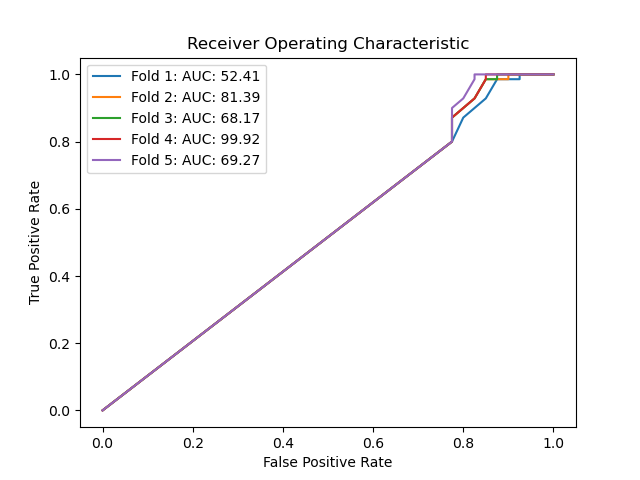 Receiver Operating Characteristic
Fold 1: AUC: 52.41
Fold 2: AUC: 81.39
Fold 3: AUC: 68.17
Fold 4: AUC: 99.92
Fold 5: AUC: 69.27
True Positive Rate
1.0
0.8
0.6
0.4
0.2
0.0
0.0 0.2 0.4 0.6 0.8 1.0
False Positive Rate